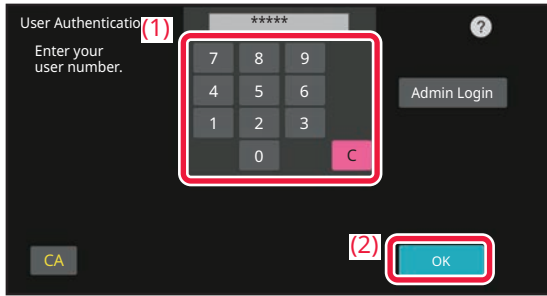 User Authenticatio
(1)
*****
?
Enter your
user number.
7 8 9
4 5 6
Admin Login
1 2 3
0 C
(2)
CA
OK